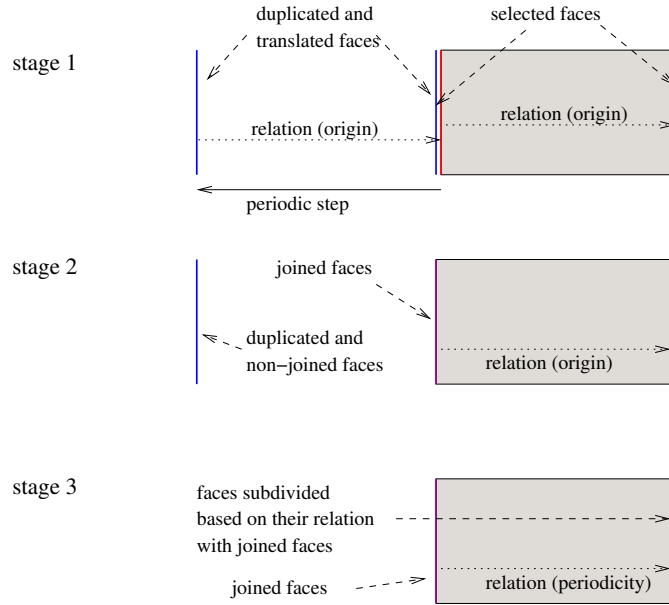 stage 1
duplicated and
translated faces
selected faces
relation (origin)
relation (origin)
periodic step
stage 2
joined faces
duplicated and
non−joined faces
relation (origin)
stage 3
faces subdivided
based on their relation
with joined faces
joined faces
relation (periodicity)